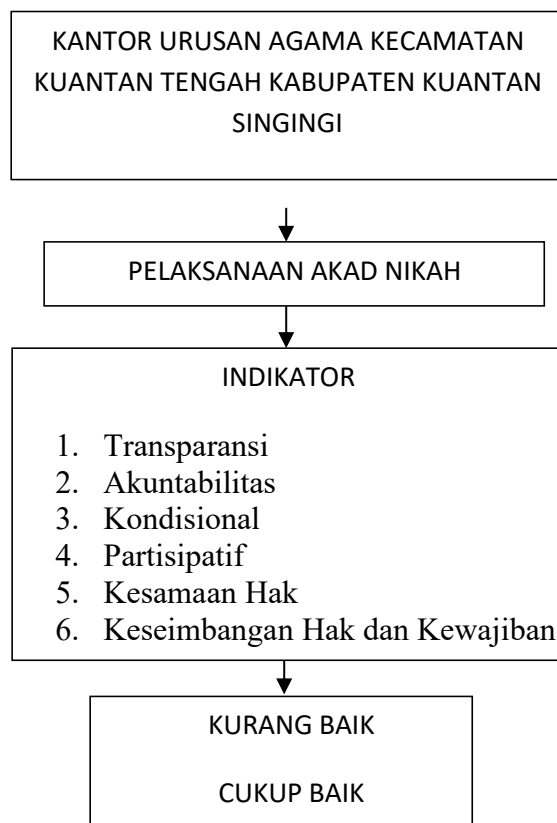 KANTOR URUSAN AGAMA KECAMATAN
KUANTAN TENGAH KABUPATEN KUANTAN
SINGINGI
PELAKSANAAN AKAD NIKAH
INDIKATOR
1. Transparansi
2. Akuntabilitas
3. Kondisional
4. Partisipatif
5. Kesamaan Hak
6. Keseimbangan Hak dan Kewajiban
KURANG BAIK
CUKUP BAIK